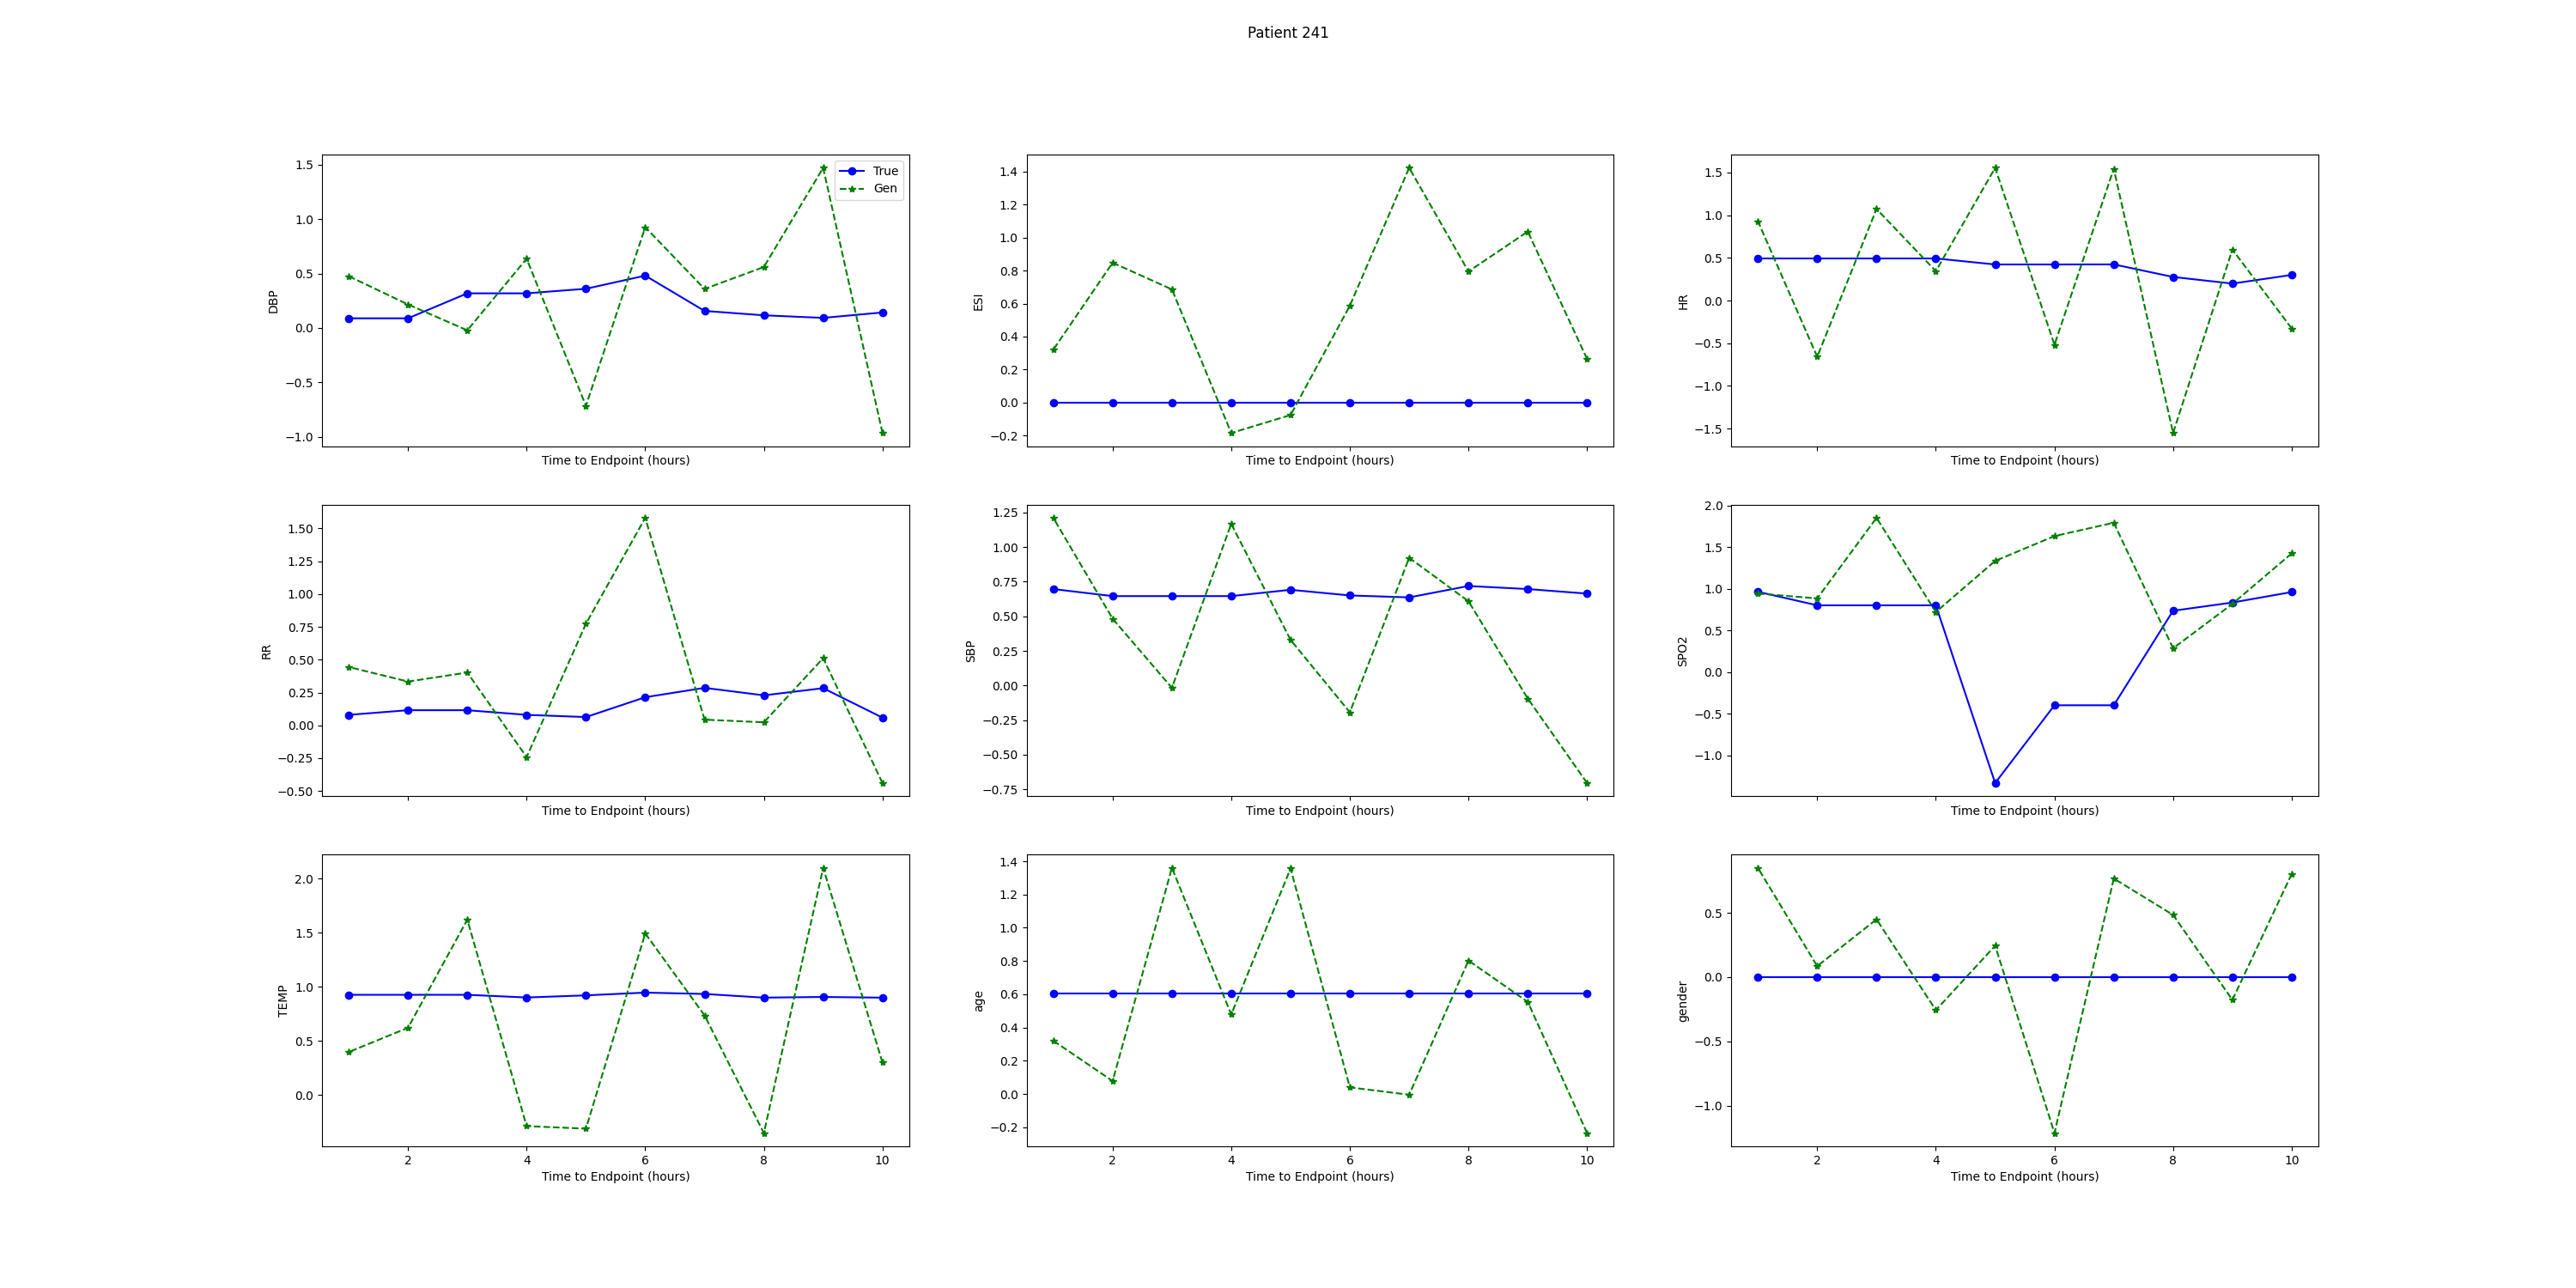 Patient 241
True
Gen
1.5
1.0
0.5
0.0
−0.5
−1.0
DBP
Time to Endpoint (hours)
1.4
1.2
1.0
0.8
0.6
0.4
0.2
0.0
−0.2
ESI
Time to Endpoint (hours)
1.5
1.0
0.5
0.0
−0.5
−1.0
−1.5
HR
Time to Endpoint (hours)
1.50
1.25
1.00
0.75
0.50
0.25
0.00
−0.25
−0.50
RR
Time to Endpoint (hours)
1.25
1.00
0.75
0.50
0.25
0.00
−0.25
−0.50
−0.75
SBP
Time to Endpoint (hours)
2.0
1.5
1.0
0.5
0.0
−0.5
−1.0
SPO2
Time to Endpoint (hours)
2.0
1.5
1.0
0.5
0.0
TEMP
2 4 6 8 10
Time to Endpoint (hours)
1.4
1.2
1.0
0.8
0.6
0.4
0.2
0.0
−0.2
age
2 4 6 8 10
Time to Endpoint (hours)
0.5
0.0
−0.5
−1.0
gender
2 4 6 8 10
Time to Endpoint (hours)